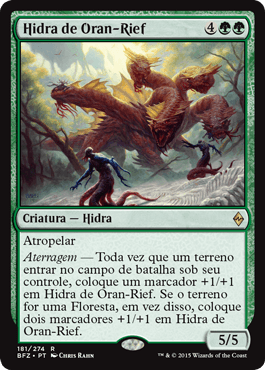 Hidra de Oran-Rief 4
Criatura — Hidra
Atropelar
Aterragem — Toda vez que um terreno
entrar no campo de batalha sob seu
controle, coloque um marcador +1/+1
em Hidra de Oran-Rief. Se o terreno
for uma Floresta, em vez disso, coloque
dois marcadores +1/+1 em Hidra de
Oran-Rief.
5/5
181/274 R
BFZ • PT Chris Rahn
™ & © 2015 Wizards of the Coast